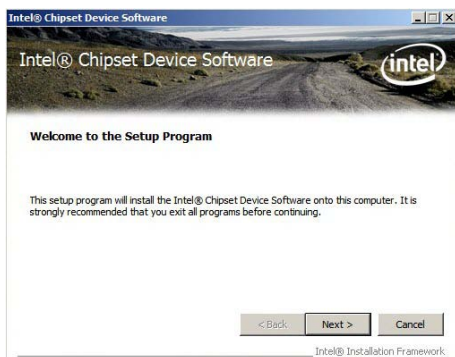 Intel® Chipset Device Software
Intel® Chipset Device Software
intel
Welcome to the Setup Program
This setup program will install the Intel® Chipset Device Software onto this computer. It is
strongly recommended that you exit all programs before continuing.
< Back Next > Cancel
Intel® Installation Framework